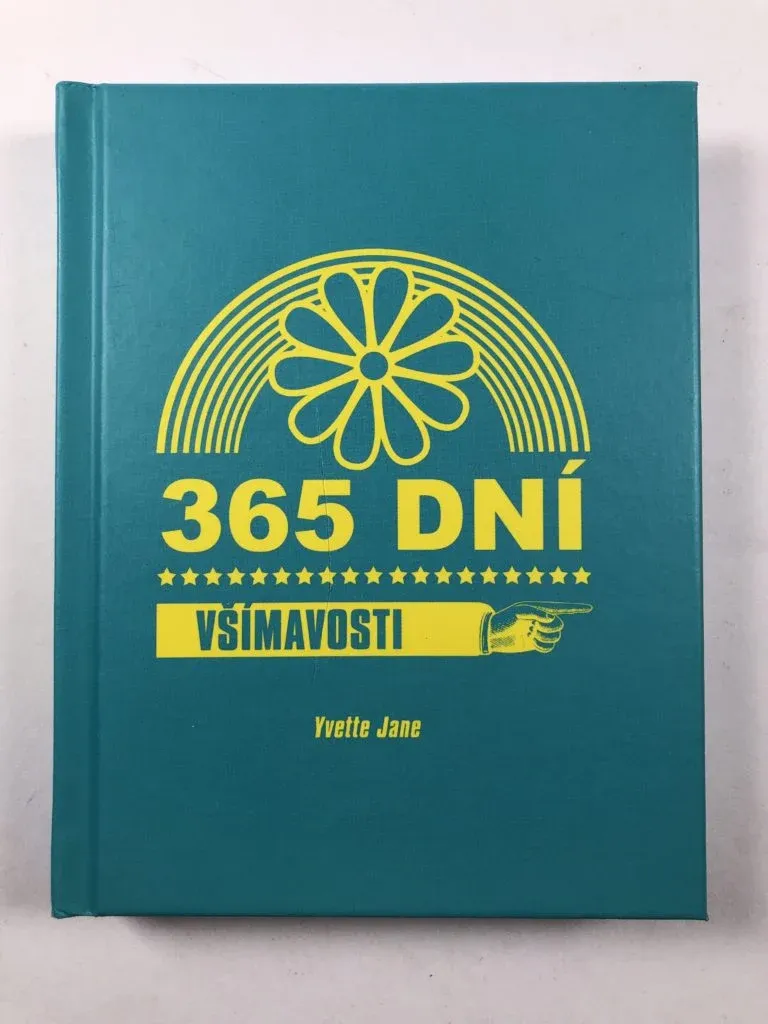 365 DNÍ
VŠÍMAVOSTI
Yvette Jane